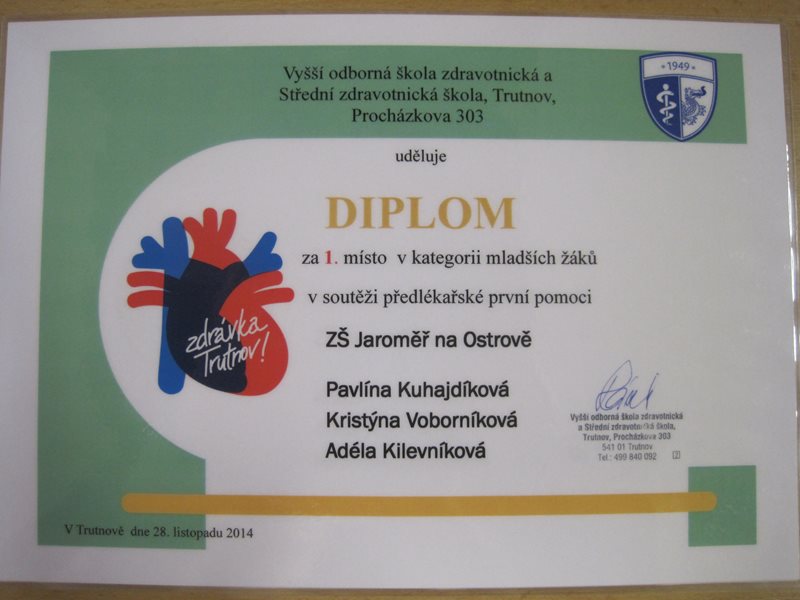 Vyšší odborná škola zdravotnická a
Střední zdravotnická škola, Trutnov,
Procházkova 303
1949
uděluje
DIPLOM
za 1. místo v kategorii mladších žáků
v soutěži předlékařské první pomoci
zdrávka
Trutnov!
ZŠ Jaroměř na Ostrově
Pavlína Kuhajdíková
Kristýna Voborníková
Adéla Kilevníková
Vyšší odborná škola zdravotnická
a Střední zdravotnická škola,
Trutnov, Procházkova 303
541 01 Trutnov
Tel.: 499 840 092 [2]
V Trutnově dne 28. listopadu 2014